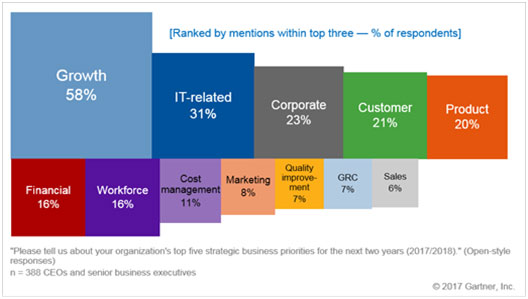 [Ranked by mentions within top three — % of respondents]
Growth
58%
IT-related
31%
Corporate
23%
Customer
21%
Product
20%
Financial
16%
Workforce
16%
Cost
management
11%
Marketing
8%
Quality
improve-
ment
7%
GRC
7%
Sales
6%
"Please tell us about your organization's top five strategic business priorities for the next two years (2017/2018)." (Open-style
responses)
n = 388 CEOs and senior business executives
© 2017 Gartner, Inc.